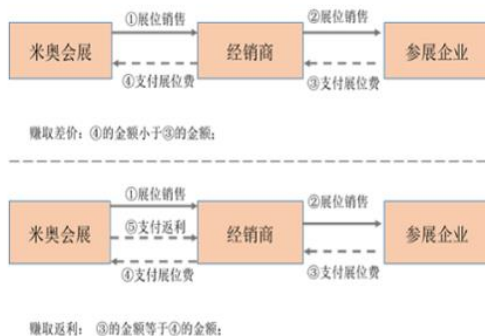 ①展位销售
②展位销售
米奥会展
经销商
参展企业
④支付展位费
③支付展位费
赚取差价：④的金额小于③的金额；
①展位销售
②展位销售
米奥会展
⑤支付返利
经销商
参展企业
④支付展位费
③支付展位费
赚取返利： ③的金额等于④的金额；